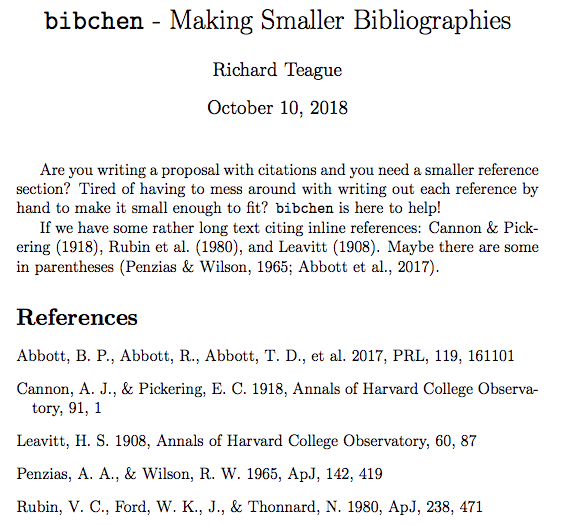 bibchen - Making Smaller Bibliographies
Richard Teague
October 10, 2018
Are you writing a proposal with citations and you need a smaller reference
section? Tired of having to mess around with writing out each reference by
hand to make it small enough to fit? bibchen is here to help!
If we have some rather long text citing inline references: Cannon & Pick-
ering (1918), Rubin et al. (1980), and Leavitt (1908). Maybe there are some
in parentheses (Penzias & Wilson, 1965; Abbott et al., 2017).
References
Abbott, B. P., Abbott, R., Abbott, T. D., et al. 2017, PRL, 119, 161101
Cannon, A. J., & Pickering, E. C. 1918, Annals of Harvard College Observa-
tory, 91, 1
Leavitt, H. S. 1908, Annals of Harvard College Observatory, 60, 87
Penzias, A. A., & Wilson, R. W. 1965, ApJ, 142, 419
Rubin, V. C., Ford, W. K., J., & Thonnard, N. 1980, ApJ, 238, 471